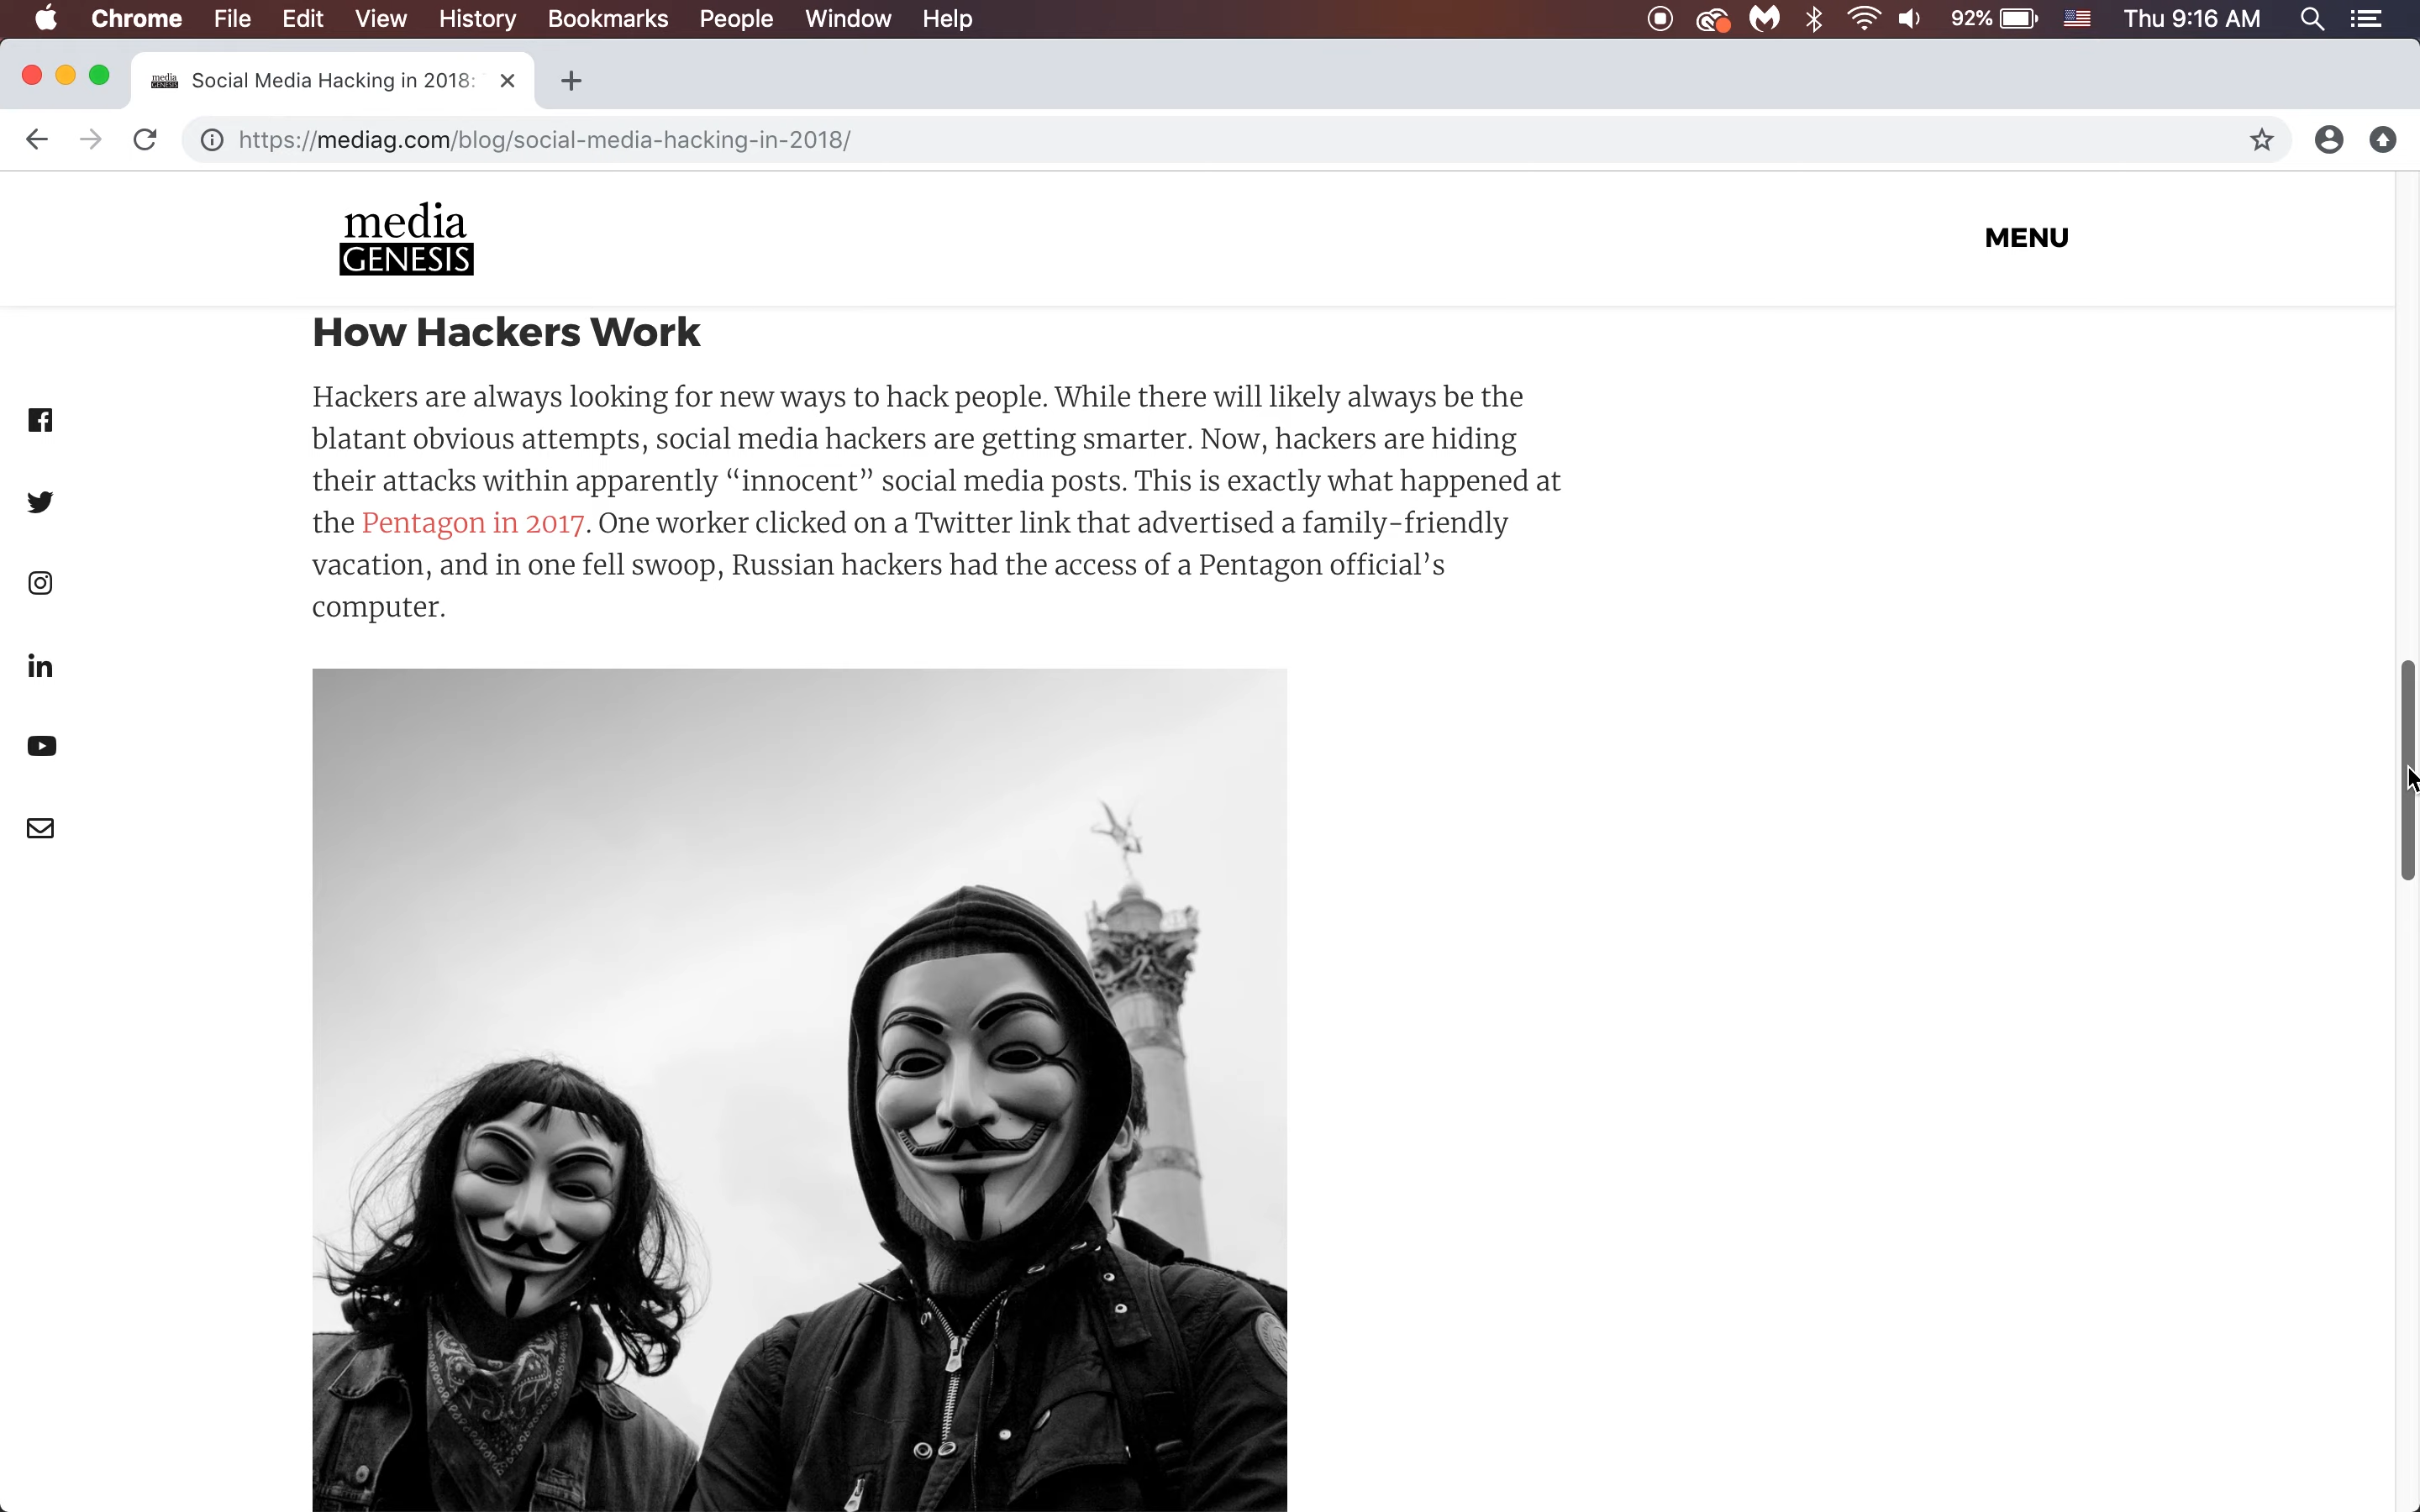 Chrome File Edit View History Bookmarks People Window Help 92% Thu 9:16 AM
media GENESIS Social Media Hacking in 2018:
https://mediag.com/blog/social-media-hacking-in-2018/
media
GENESIS
MENU
How Hackers Work
Hackers are always looking for new ways to hack people. While there will likely always be the
blatant obvious attempts, social media hackers are getting smarter. Now, hackers are hiding
their attacks within apparently “innocent” social media posts. This is exactly what happened at
the Pentagon in 2017. One worker clicked on a Twitter link that advertised a family-friendly
vacation, and in one fell swoop, Russian hackers had the access of a Pentagon official’s
computer.